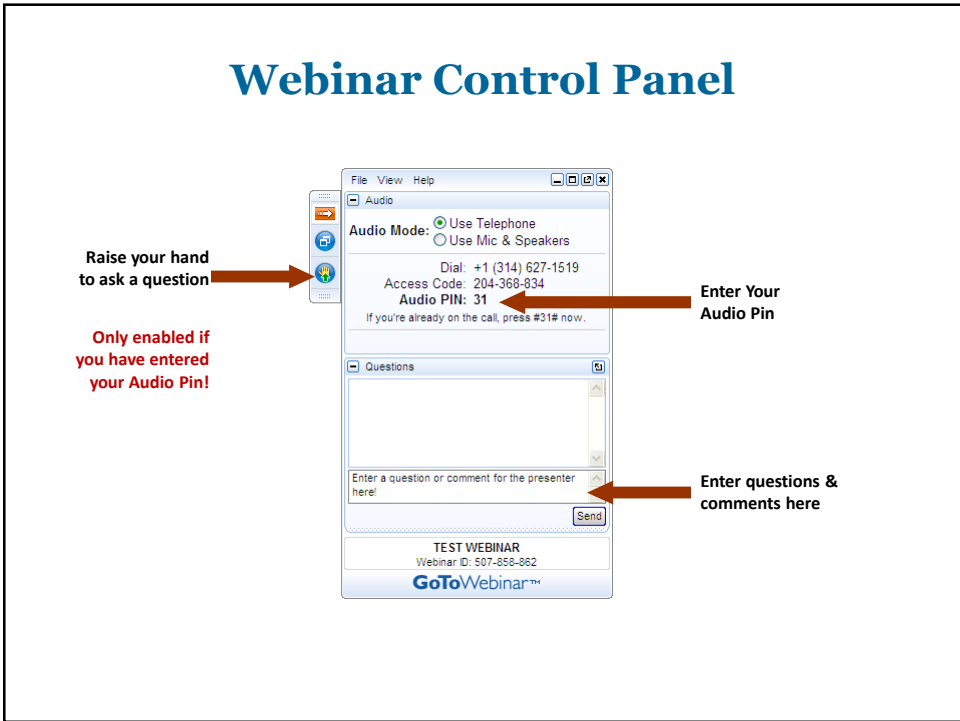 Webinar Control Panel
File View Help
Audio
Audio Mode:
Use Telephone
Use Mic & Speakers
Raise your hand
to ask a question
Dial: +1 (314) 627-1519
Access Code: 204-368-834
Audio PIN: 31
If you're already on the call, press #31# now.
Enter Your
Audio Pin
Only enabled if
you have entered
your Audio Pin!
Questions
Enter a question or comment for the presenter
here!
Enter questions &
comments here
Send
TEST WEBINAR
Webinar ID: 507-858-862
GoToWebinar™